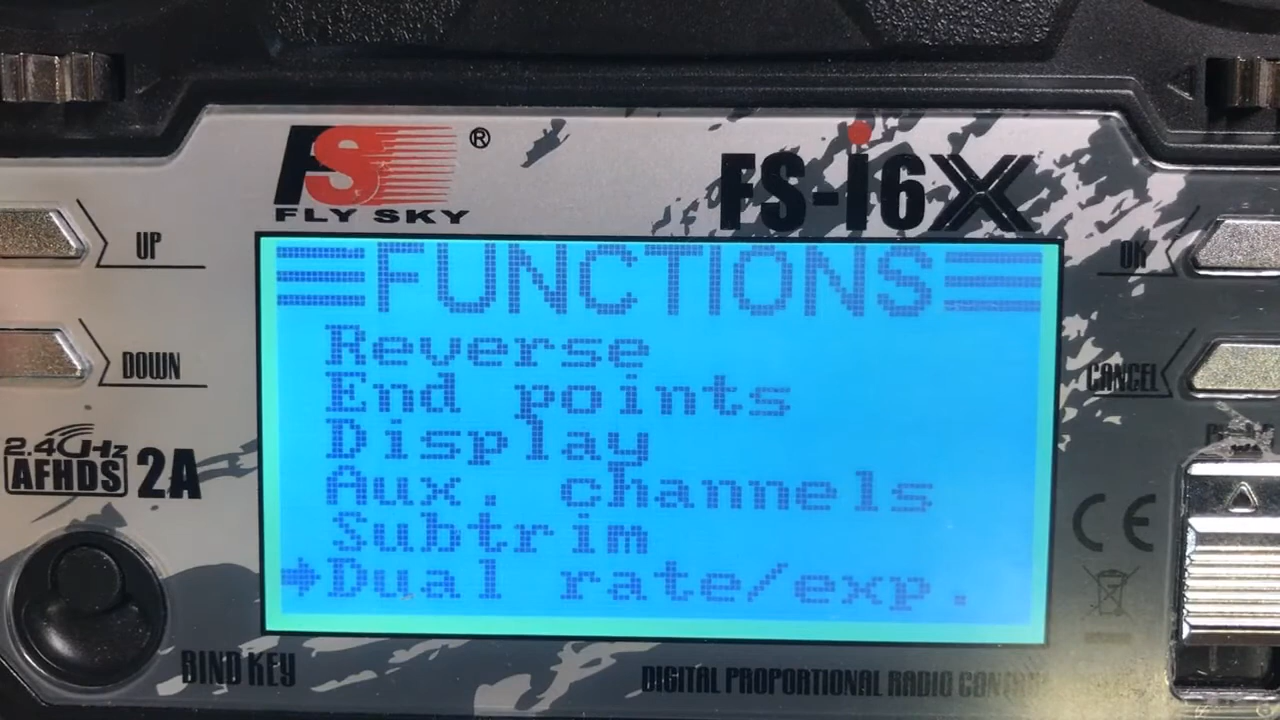 FS ®
FLY SKY
FS-i6X
UP
OK
DOWN
CANCEL
FUNCTIONS
Reverse
End points
Display
Aux. channels
Subtrim
Dual rate/exp.
2.4GHz
AFHDS 2A
CE
BIND KEY
DIGITAL PROPORTIONAL RADIO